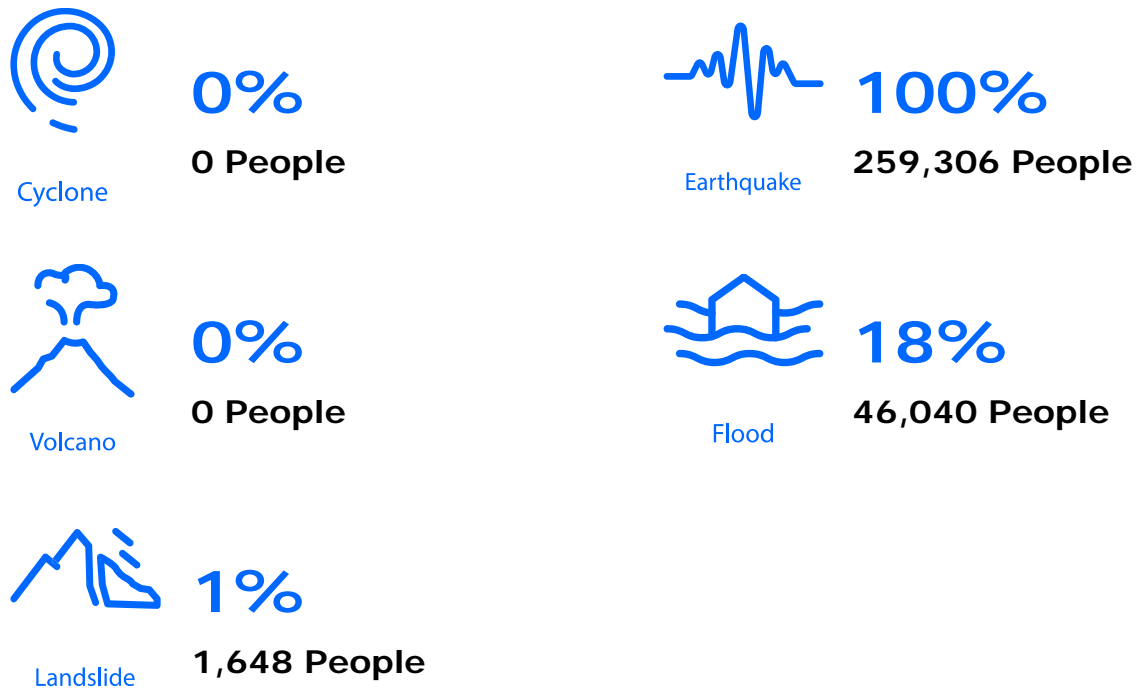 0%
0 People
Cyclone
100%
259,306 People
Earthquake
0%
0 People
Volcano
18%
46,040 People
Flood
1%
1,648 People
Landslide